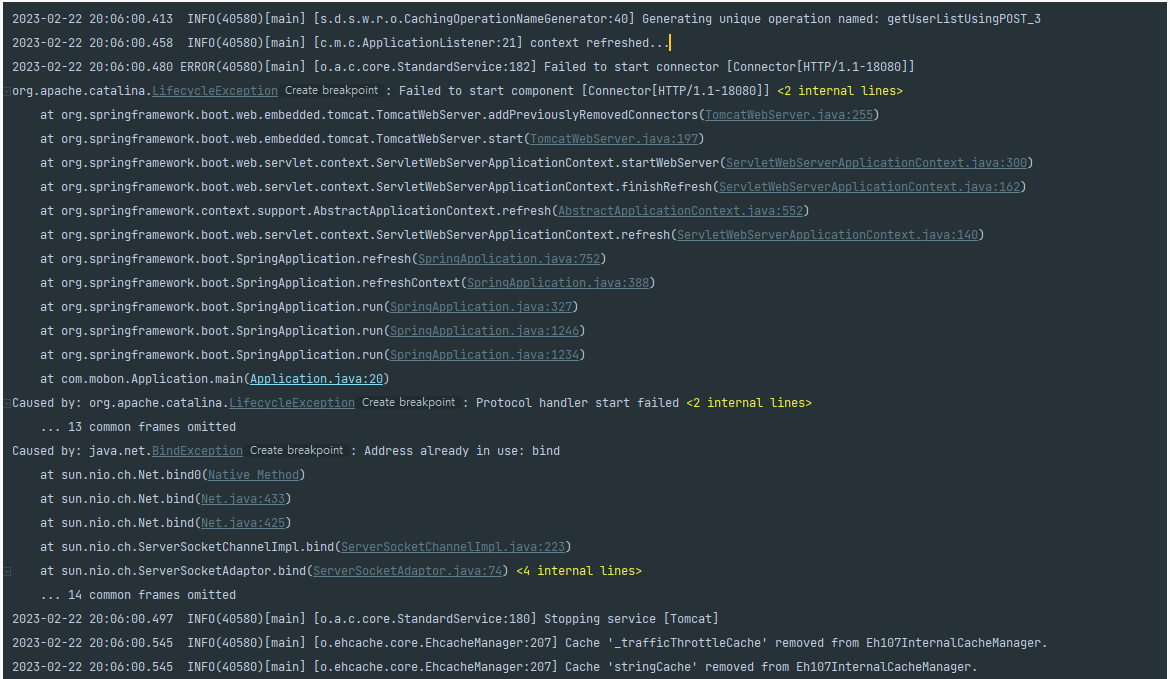 2023-02-22 20:06:00.413  INFO(40580)[main] [s.d.s.w.r.o.CachingOperationNameGenerator:40] Generating unique operation named: getUserListUsingPOST_3
2023-02-22 20:06:00.458  INFO(40580)[main] [c.m.c.ApplicationListener:21] context refreshed...
2023-02-22 20:06:00.480 ERROR(40580)[main] [o.a.c.core.StandardService:182] Failed to start connector [Connector[HTTP/1.1-18080]]
org.apache.catalina.LifecycleException Create breakpoint : Failed to start component [Connector[HTTP/1.1-18080]] <2 internal lines>
    at org.springframework.boot.web.embedded.tomcat.TomcatWebServer.addPreviouslyRemovedConnectors(TomcatWebServer.java:255)
    at org.springframework.boot.web.embedded.tomcat.TomcatWebServer.start(TomcatWebServer.java:197)
    at org.springframework.boot.web.servlet.context.ServletWebServerApplicationContext.startWebServer(ServletWebServerApplicationContext.java:300)
    at org.springframework.boot.web.servlet.context.ServletWebServerApplicationContext.finishRefresh(ServletWebServerApplicationContext.java:162)
    at org.springframework.context.support.AbstractApplicationContext.refresh(AbstractApplicationContext.java:552)
    at org.springframework.boot.web.servlet.context.ServletWebServerApplicationContext.refresh(ServletWebServerApplicationContext.java:140)
    at org.springframework.boot.SpringApplication.refresh(SpringApplication.java:752)
    at org.springframework.boot.SpringApplication.refreshContext(SpringApplication.java:388)
    at org.springframework.boot.SpringApplication.run(SpringApplication.java:327)
    at org.springframework.boot.SpringApplication.run(SpringApplication.java:1246)
    at org.springframework.boot.SpringApplication.run(SpringApplication.java:1234)
    at com.mobon.Application.main(Application.java:20)
Caused by: org.apache.catalina.LifecycleException Create breakpoint : Protocol handler start failed <2 internal lines>
    ... 13 common frames omitted
Caused by: java.net.BindException Create breakpoint : Address already in use: bind
    at sun.nio.ch.Net.bind0(Native Method)
    at sun.nio.ch.Net.bind(Net.java:433)
    at sun.nio.ch.Net.bind(Net.java:425)
    at sun.nio.ch.ServerSocketChannelImpl.bind(ServerSocketChannelImpl.java:223)
    at sun.nio.ch.ServerSocketAdaptor.bind(ServerSocketAdaptor.java:74) <4 internal lines>
    ... 14 common frames omitted
2023-02-22 20:06:00.497  INFO(40580)[main] [o.a.c.core.StandardService:180] Stopping service [Tomcat]
2023-02-22 20:06:00.545  INFO(40580)[main] [o.ehcache.core.EhcacheManager:207] Cache '_trafficThrottleCache' removed from Eh107InternalCacheManager.
2023-02-22 20:06:00.545  INFO(40580)[main] [o.ehcache.core.EhcacheManager:207] Cache 'stringCache' removed from Eh107InternalCacheManager.